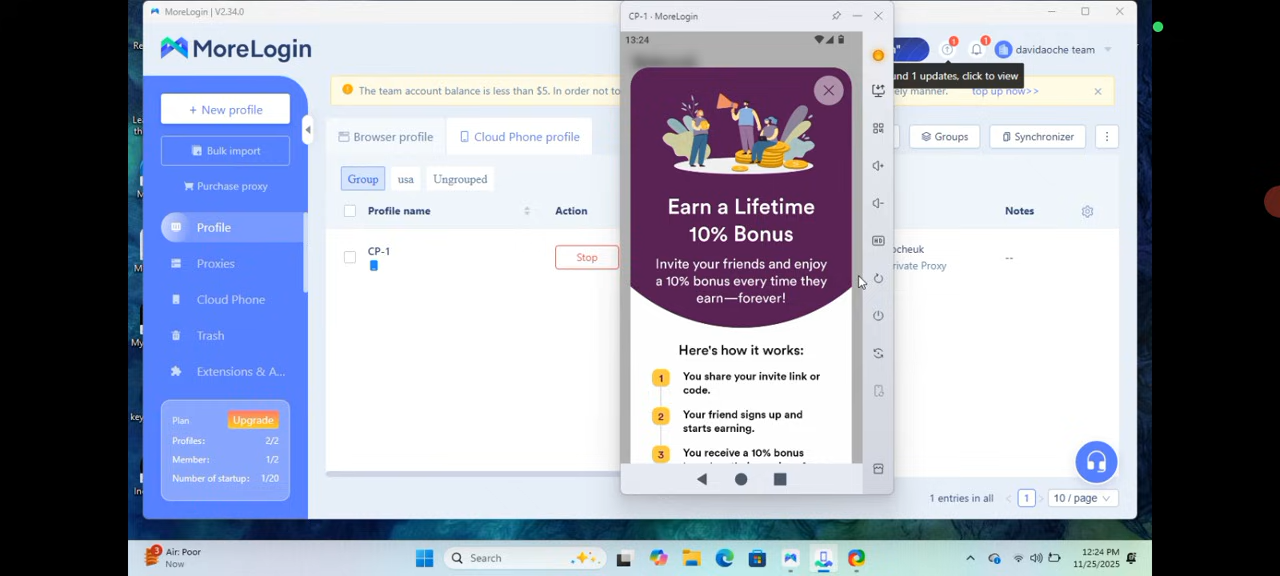 MoreLogin | V2.34.0
CP-1 · MoreLogin
MoreLogin
13:24
1
1
davidaoche team
und 1 updates, click to view
+ New profile
The team account balance is less than $5. In order not to
ely manner. top up now>>
Bulk import
Browser profile
Cloud Phone profile
Groups
Synchronizer
Purchase proxy
Group
usa
Ungrouped
Profile name
Action
Notes
Profile
CP-1
Stop
ocheuk
rivate Proxy
--
Proxies
Cloud Phone
Trash
Extensions & A...
Earn a Lifetime
10% Bonus
Invite your friends and enjoy
a 10% bonus every time they
earn—forever!
Here's how it works:
1 You share your invite link or
code.
2 Your friend signs up and
starts earning.
3 You receive a 10% bonus
Plan Upgrade
Profiles: 2/2
Member: 1/2
Number of startup: 1/20
1 entries in all
1
10 / page
3
Air: Poor
Now
Search
12:24 PM
11/25/2025